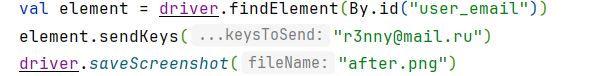 val element = driver.findElement(By.id("user_email"))
element.sendKeys( ...keysToSend: "r3nny@mail.ru")
driver.saveScreenshot( fileName: "after.png")